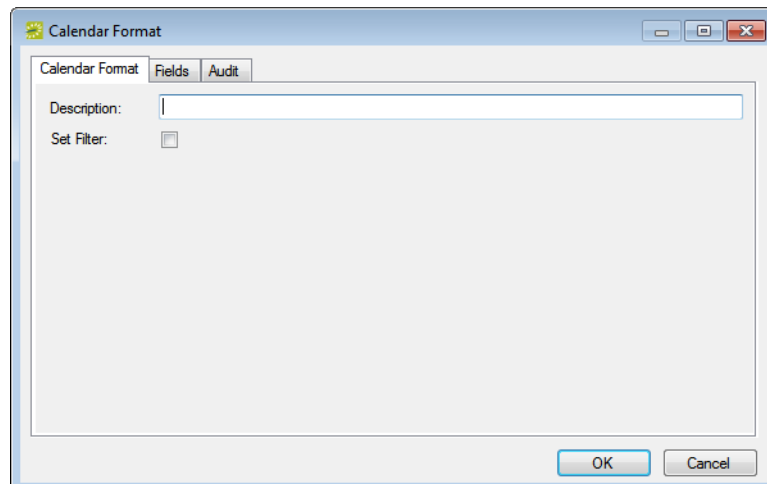 Calendar Format
Calendar Format Fields Audit
Description:
Set Filter:
OK Cancel